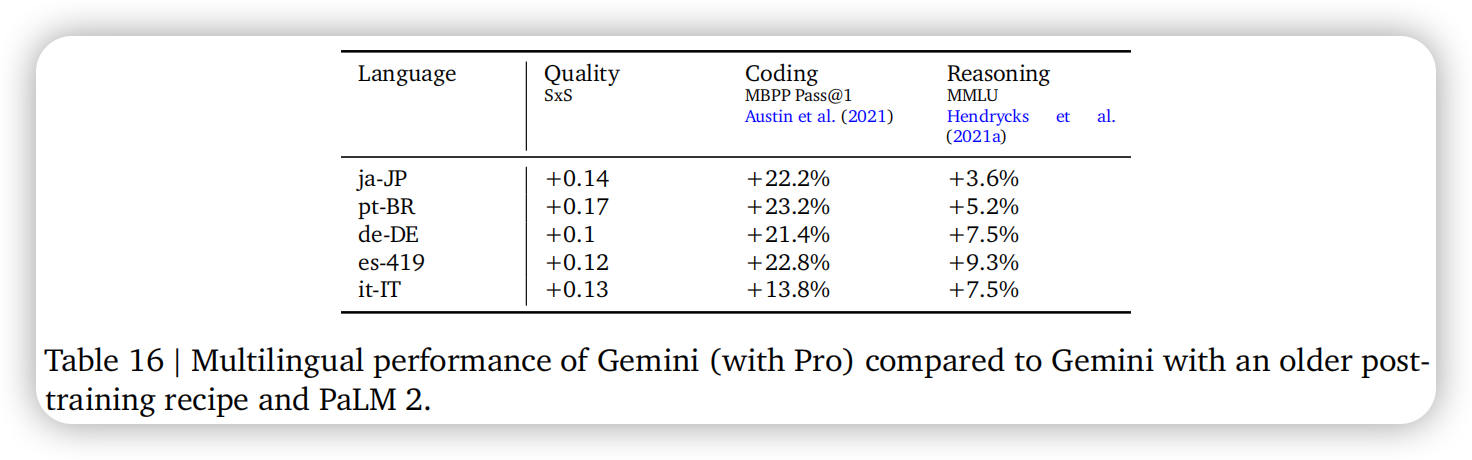 Language Quality Coding Reasoning
SxS MBPP Pass@1 MMLU
Austin et al. (2021) Hendrycks et al.
(2021a)
ja-JP +0.14 +22.2% +3.6%
pt-BR +0.17 +23.2% +5.2%
de-DE +0.1 +21.4% +7.5%
es-419 +0.12 +22.8% +9.3%
it-IT +0.13 +13.8% +7.5%
Table 16 | Multilingual performance of Gemini (with Pro) compared to Gemini with an older post-
training recipe and PaLM 2.